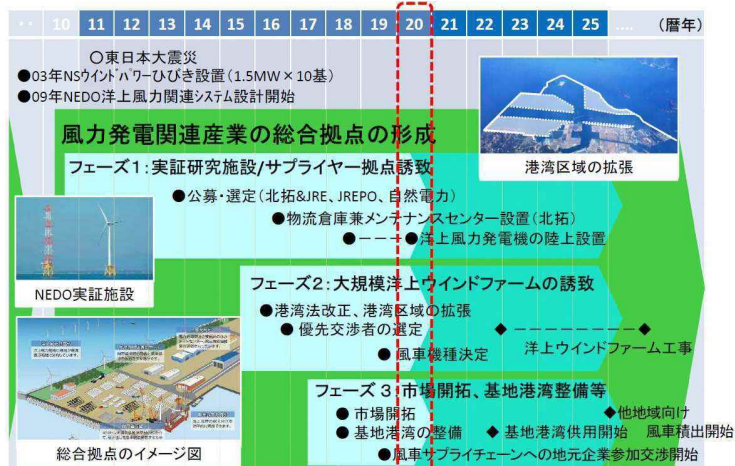 10 11 12 13 14 15 16 17 18 19 20 21 22 23 24 25 … (暦年)
○東日本大震災
●03年NSウインドパワーひびき設置(1.5MW×10基)
●09年NEDO洋上風力関連システム設計開始
風力発電関連産業の総合拠点の形成
港湾区域の拡張
フェーズ1:実証研究施設/サプライヤー拠点誘致
●公募・選定(北拓&JRE、JREPO、自然電力)
●物流倉庫兼メンテナンスセンター設置(北拓)
●−−−●洋上風力発電機の陸上設置
NEDO実証施設
フェーズ2:大規模洋上ウインドファームの誘致
●港湾法改正、港湾区域の拡張
●優先交渉者の選定
◆−−−−−−−◆
洋上ウインドファーム工事
●風車機種決定
フェーズ3:市場開拓、基地港湾整備等
●市場開拓
◆他地域向け
風車積出開始
●基地港湾の整備
◆基地港湾供用開始
●風車サプライチェーンへの地元企業参加交渉開始
総合拠点のイメージ図